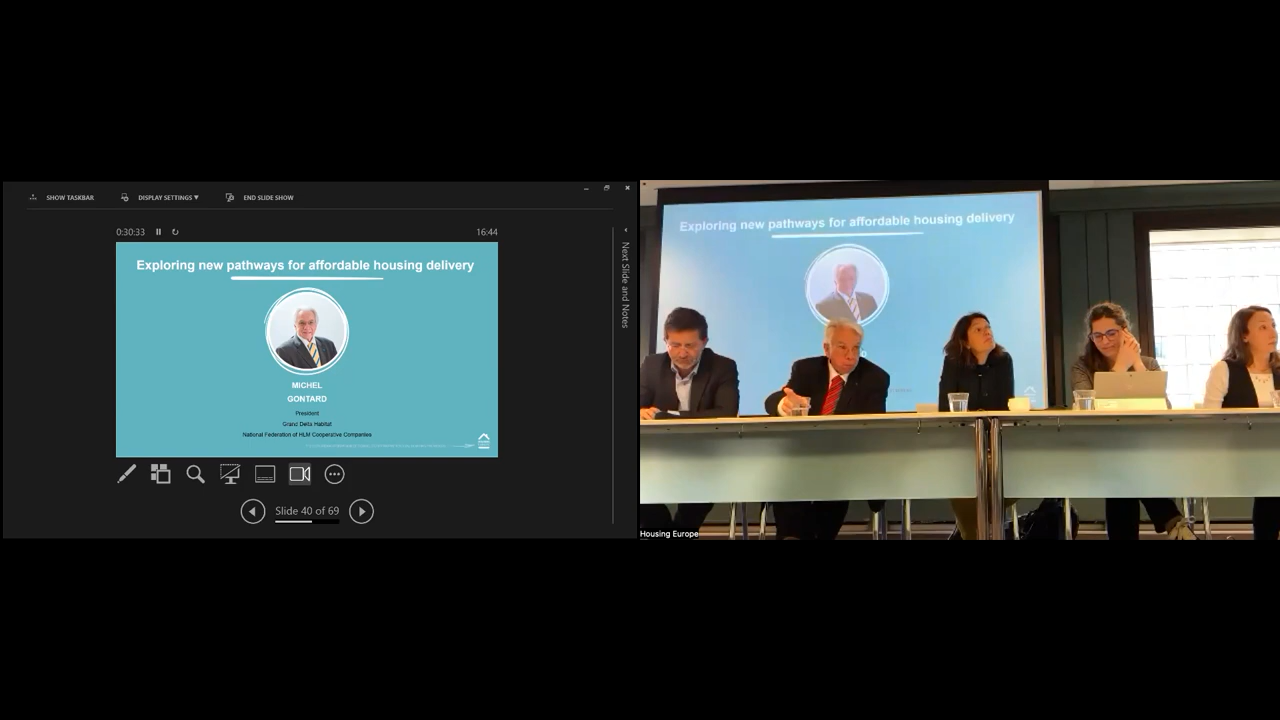 SHOW TASKBAR
DISPLAY SETTINGS ▼
END SLIDE SHOW
0:30:33
16:44
Exploring new pathways for affordable housing delivery
MICHEL
GONTARD
President
Grand Delta Habitat
National Federation of HLM Cooperative Companies
Slide 40 of 69
Next Slide and Notes
Exploring new pathways for affordable housing delivery
Housing Europe